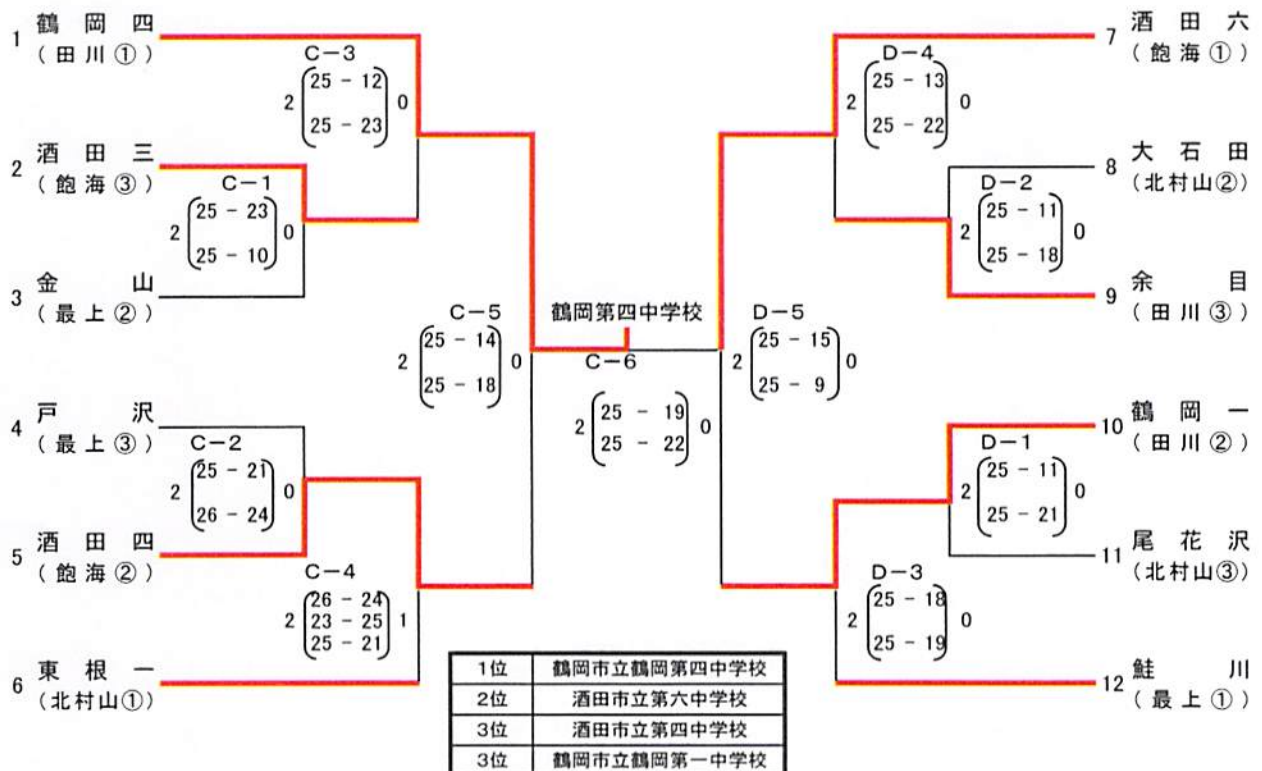 1 鶴岡四
(田川①)
2 酒田三
(飽海③)
3 金山
(最上②)
4 戸沢
(最上③)
5 酒田四
(飽海②)
6 東根一
(北村山①)
C-3
2 25 - 12 0
25 - 23
C-1
2 25 - 23 0
25 - 10
C-2
2 25 - 21 0
26 - 24
C-4
26 - 24
2 23 - 25 1
25 - 21
C-5
2 25 - 14 0
25 - 18
鶴岡第四中学校
C-6
2 25 - 19 0
25 - 22
D-5
2 25 - 15 0
25 - 9
D-4
2 25 - 13 0
25 - 22
D-2
2 25 - 11 0
25 - 18
D-1
2 25 - 11 0
25 - 21
D-3
2 25 - 18 0
25 - 19
7 酒田六
(飽海①)
8 大石田
(北村山②)
9 余目
(田川③)
10 鶴岡一
(田川②)
11 尾花沢
(北村山③)
12 鮭川
(最上①)
1位 鶴岡市立鶴岡第四中学校
2位 酒田市立第六中学校
3位 酒田市立第四中学校
3位 鶴岡市立鶴岡第一中学校